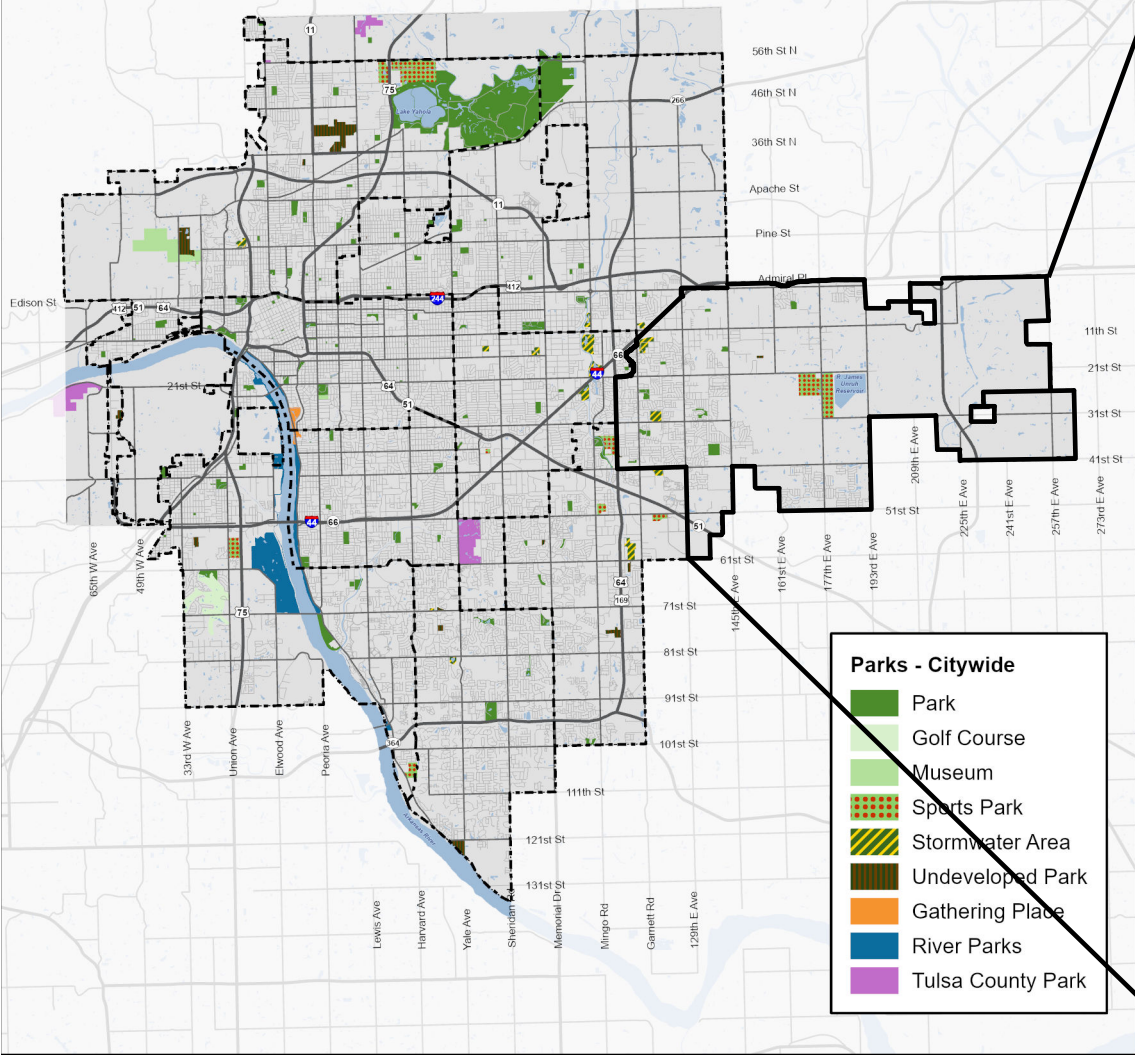 56th St N
11
75
46th St N
266
Lake Yahola
36th St N
Apache St
11
Pine St
Admiral Pl
412
244
Edison St
412
51
64
11th St
66
44
21st St
R. James
Unruh
Reservoir
21st St
64
51
31st St
209th E Ave
41st St
51st St
225th E Ave
241st E Ave
257th E Ave
273rd E Ave
44
66
51
61st St
65th W Ave
49th W Ave
145th E Ave
161st E Ave
177th E Ave
193rd E Ave
64
169
75
71st St
81st St
91st St
101st St
33rd W Ave
Union Ave
Elwood Ave
Peoria Ave
364
111th St
Arkansas River
121st St
131st St
Lewis Ave
Harvard Ave
Yale Ave
Sheridan Rd
Memorial Dr
Mingo Rd
Garnett Rd
129th E Ave
Parks - Citywide
Park
Golf Course
Museum
Sports Park
Stormwater Area
Undeveloped Park
Gathering Place
River Parks
Tulsa County Park